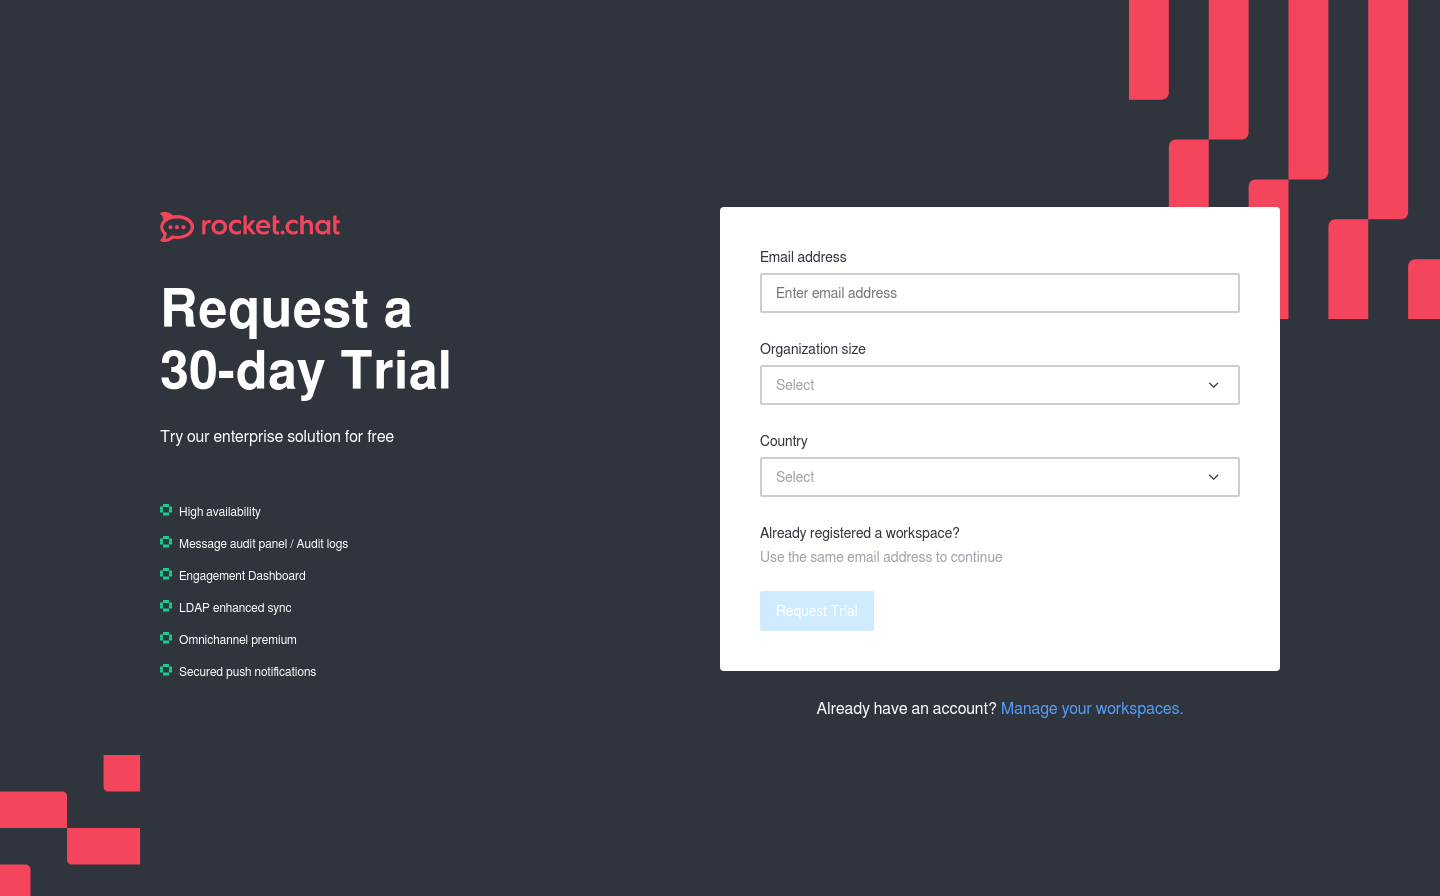 rocket.chat
Request a
30-day Trial
Try our enterprise solution for free
High availability
Message audit panel / Audit logs
Engagement Dashboard
LDAP enhanced sync
Omnichannel premium
Secured push notifications
Email address
Enter email address
Organization size
Select
Country
Select
Already registered a workspace?
Use the same email address to continue
Request Trial
Already have an account? Manage your workspaces.